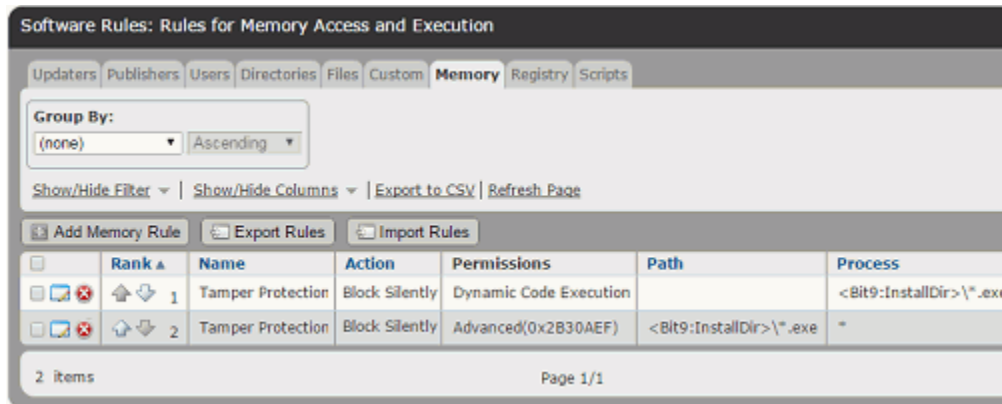 Software Rules: Rules for Memory Access and Execution
Updaters Publishers Users Directories Files Custom Memory Registry Scripts
Group By:
(none) Ascending
Show/Hide Filter | Show/Hide Columns | Export to CSV | Refresh Page
Add Memory Rule Export Rules Import Rules
Rank Name Action Permissions Path Process
1 Tamper Protection Block Silently Dynamic Code Execution <Bit9:InstallDir>\*.exe
2 Tamper Protection Block Silently Advanced(0x2B30AEF) <Bit9:InstallDir>\*.exe *
2 items Page 1/1